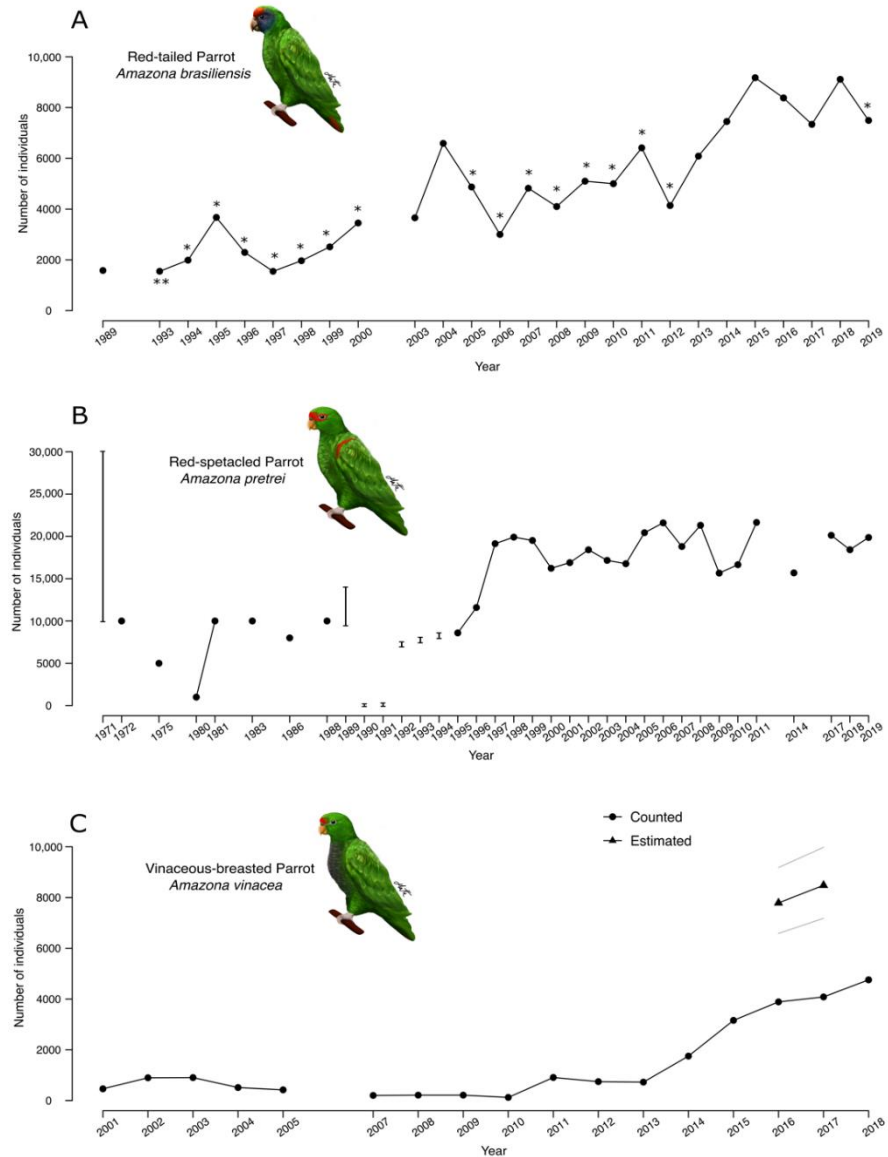 A
Red-tailed Parrot
Amazona brasiliensis
Number of individuals
10,000
8000
6000
4000
2000
0
** * * * * * * * * * * * * * * * * *
1989 1993 1994 1995 1996 1997 1998 1999 2000 2003 2004 2005 2006 2007 2008 2009 2010 2011 2012 2013 2014 2015 2016 2017 2018 2019
Year
B
Red-spetacled Parrot
Amazona pretrei
Number of individuals
30,000
25,000
20,000
15,000
10,000
5000
0
1971 1972 1975 1980 1981 1983 1986 1988 1989 1990 1991 1992 1993 1994 1995 1996 1997 1998 1999 2000 2001 2002 2003 2004 2005 2006 2007 2008 2009 2010 2011 2014 2017 2018 2019
Year
C
Counted
Estimated
Vinaceous-breasted Parrot
Amazona vinacea
Number of individuals
10,000
8000
6000
4000
2000
0
2001 2002 2003 2004 2005 2007 2008 2009 2010 2011 2012 2013 2014 2015 2016 2017 2018
Year